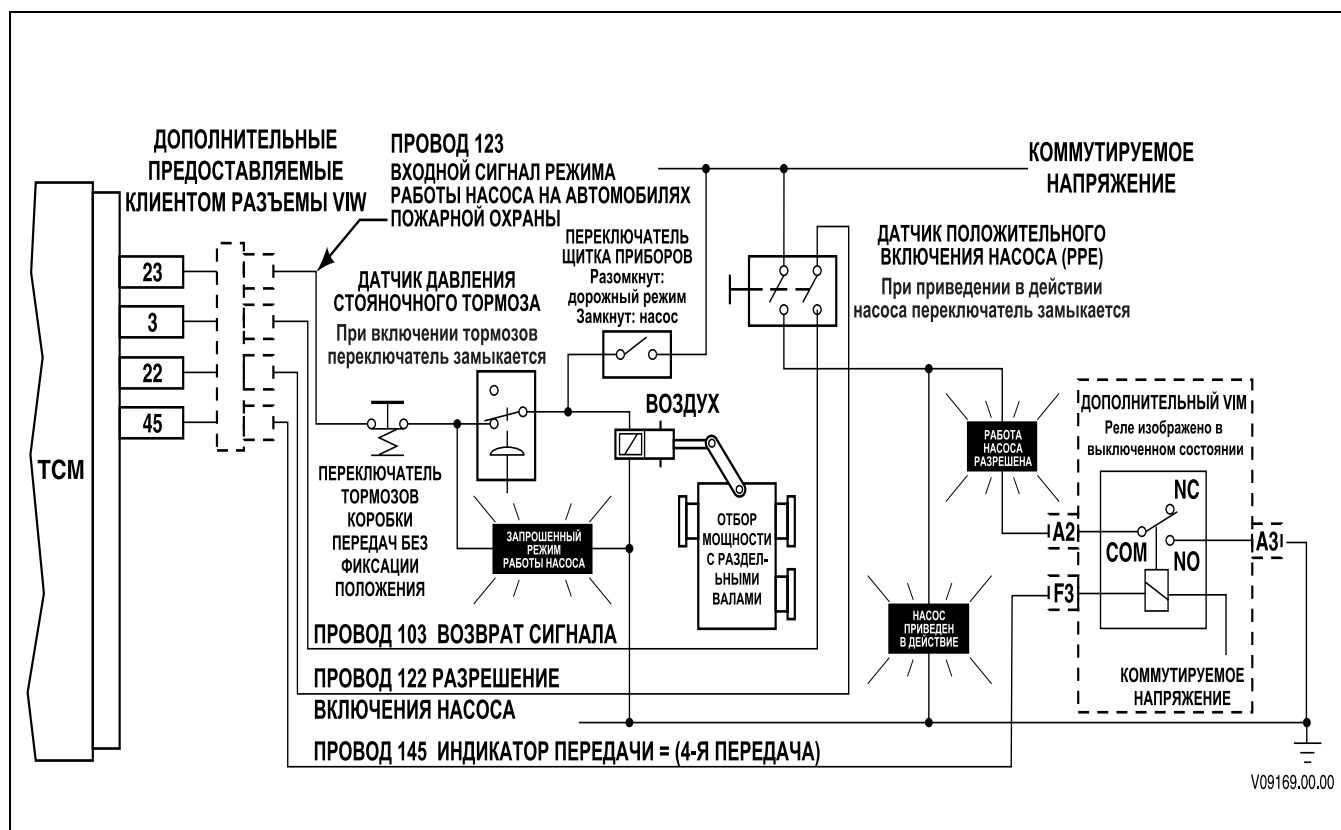 ДОПОЛНИТЕЛЬНЫЕ
ПРЕДОСТАВЛЯЕМЫЕ
КЛИЕНТОМ РАЗЪЕМЫ VIW
ПРОВОД 123
ВХОДНОЙ СИГНАЛ РЕЖИМА
РАБОТЫ НАСОСА НА АВТОМОБИЛЯХ
ПОЖАРНОЙ ОХРАНЫ
КОММУТИРУЕМОЕ
НАПРЯЖЕНИЕ
ПЕРЕКЛЮЧАТЕЛЬ
ЩИТКА ПРИБОРОВ
Разомкнут:
дорожный режим
Замкнут: насос
ДАТЧИК ПОЛОЖИТЕЛЬНОГО
ВКЛЮЧЕНИЯ НАСОСА (PPE)
При приведении в действии
насоса переключатель замыкается
ДАТЧИК ДАВЛЕНИЯ
СТОЯНОЧНОГО ТОРМОЗА
При включении тормозов
переключатель замыкается
23
3
22
45
TCM
ВОЗДУХ
ПЕРЕКЛЮЧАТЕЛЬ
ТОРМОЗОВ
КОРОБКИ
ПЕРЕДАЧ БЕЗ
ФИКСАЦИИ
ПОЛОЖЕНИЯ
ЗАПРОШЕННЫЙ
РЕЖИМ
РАБОТЫ НАСОСА
ОТБОР
МОЩНОСТИ
С РАЗДЕЛ-
ЬНЫМИ
ВАЛАМИ
РАБОТА
НАСОСА
РАЗРЕШЕНА
НАСОС
ПРИВЕДЕН
В ДЕЙСТВИЕ
ДОПОЛНИТЕЛЬНЫЙ VIM
Реле изображено в
выключенном состоянии
NC
A2
COM
NO
A3
F3
КОММУТИРУЕМОЕ
НАПРЯЖЕНИЕ
ПРОВОД 103 ВОЗВРАТ СИГНАЛА
ПРОВОД 122 РАЗРЕШЕНИЕ
ВКЛЮЧЕНИЯ НАСОСА
ПРОВОД 145 ИНДИКАТОР ПЕРЕДАЧИ = (4-Я ПЕРЕДАЧА)
V09169.00.00